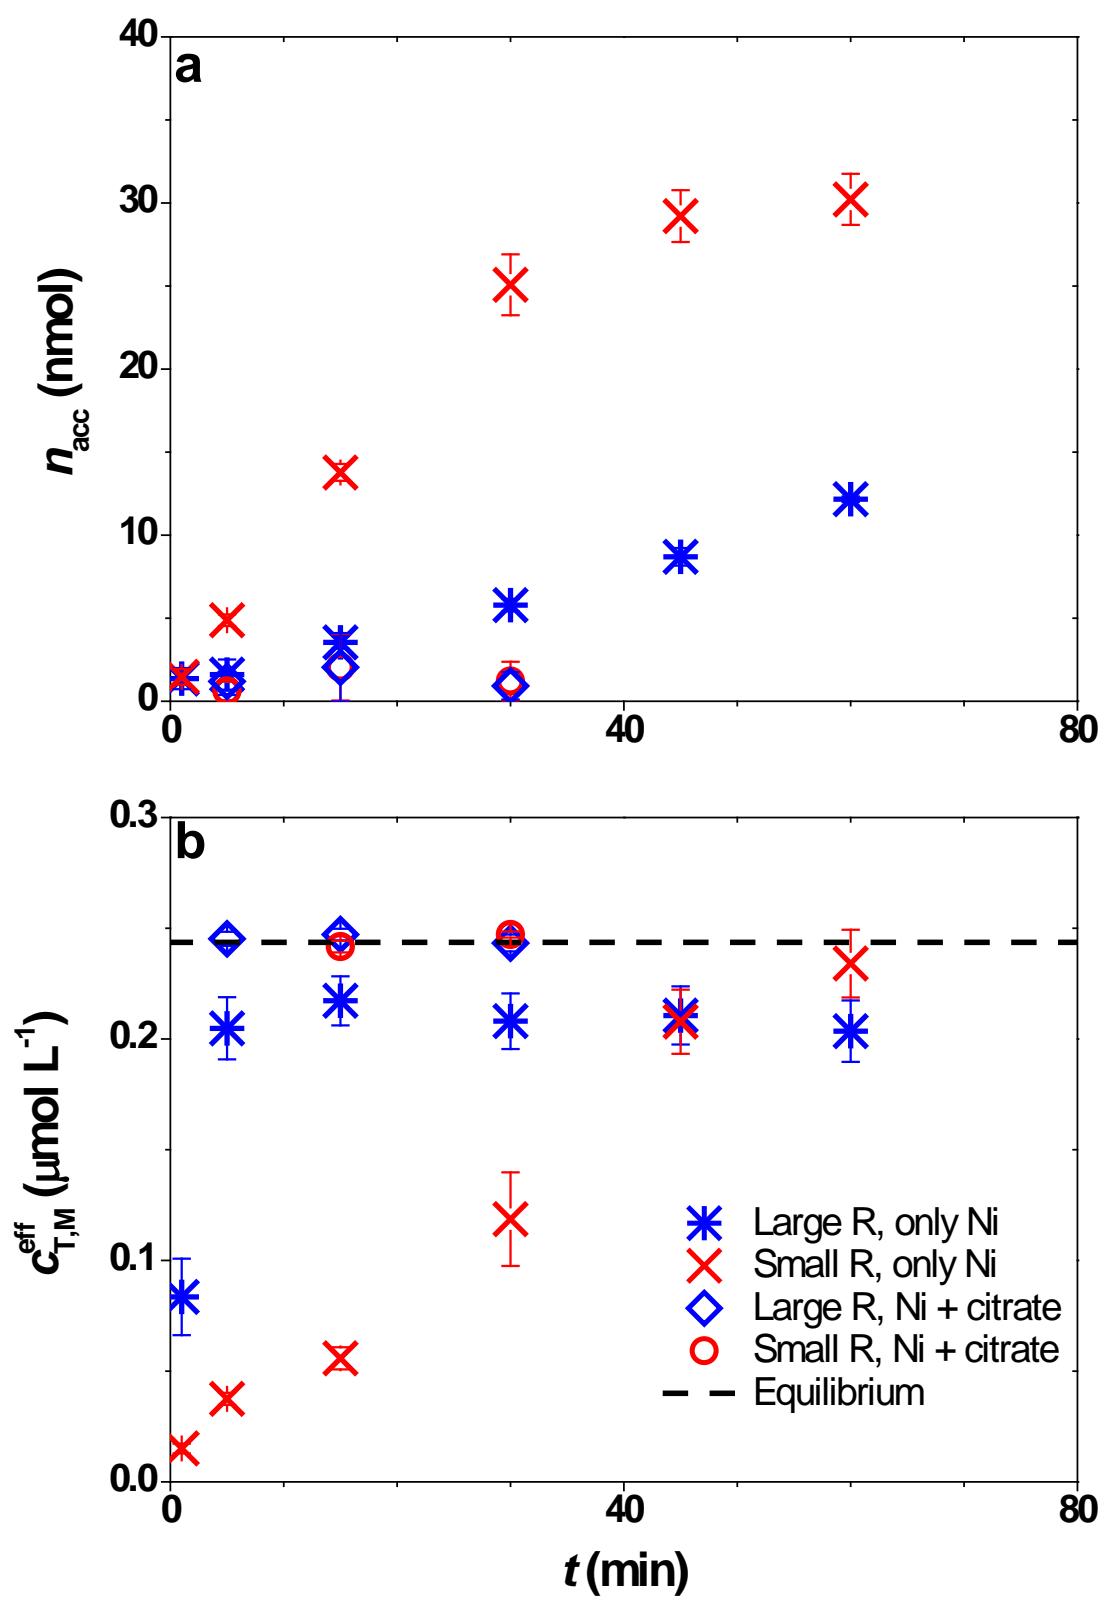 a
40
30
20
10
0
n_acc (nmol)
0 40 80
b
0.3
0.2
0.1
0.0
c^eff_T,M (μmol L^-1)
Large R, only Ni
Small R, only Ni
Large R, Ni + citrate
Small R, Ni + citrate
Equilibrium
0 40 80
t (min)